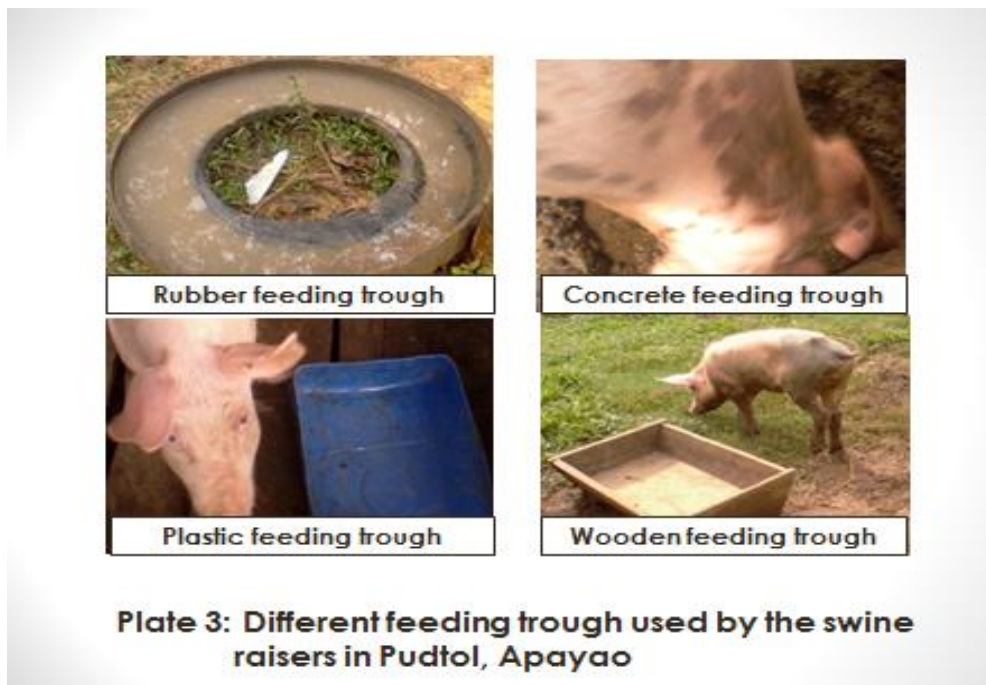 Rubber feeding trough
Concrete feeding trough
Plastic feeding trough
Wooden feeding trough
Plate 3: Different feeding trough used by the swine
raisers in Pudtol, Apayao